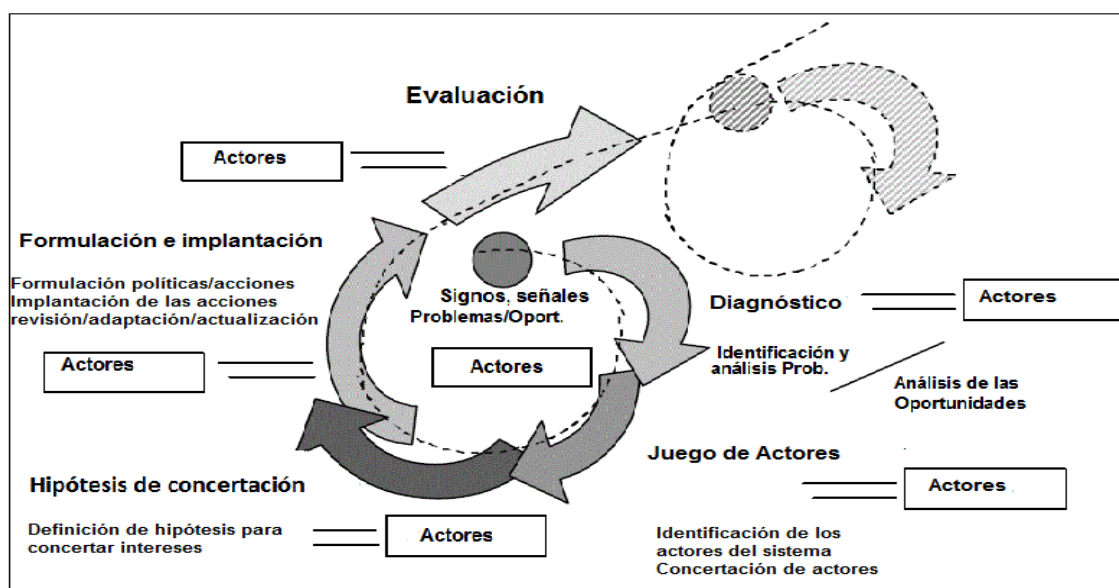 Evaluación
Actores
Formulación e implantación
Formulación políticas/acciones
Implantación de las acciones
revisión/adaptación/actualización
Actores
Signos, señales
Problemas/Oport.
Actores
Diagnóstico
Actores
Identificación y
análisis Prob.
Análisis de las
Oportunidades
Juego de Actores
Actores
Identificación de los
actores del sistema
Concertación de actores
Hipótesis de concertación
Definición de hipótesis para
concertar intereses
Actores